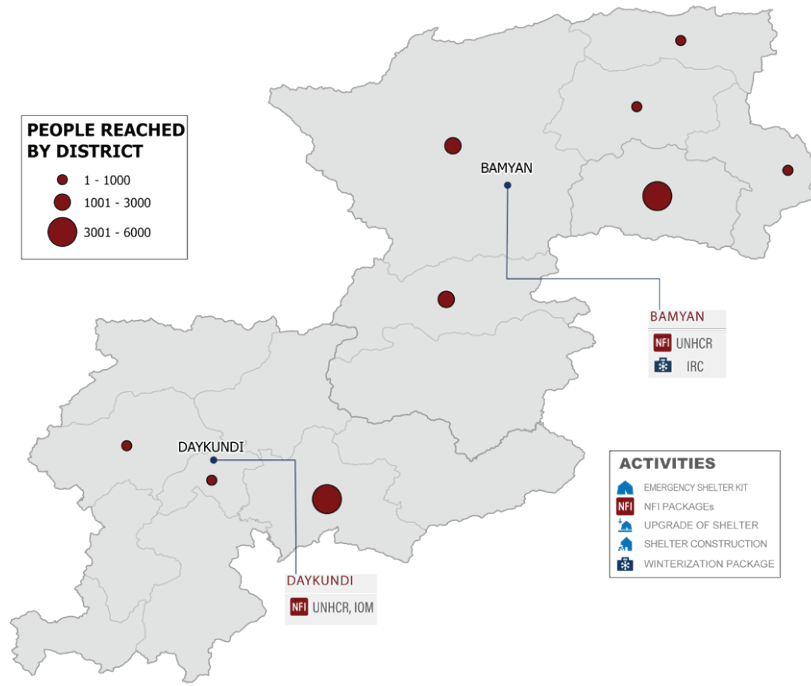 PEOPLE REACHED
BY DISTRICT
1 - 1000
1001 - 3000
3001 - 6000
BAMYAN
BAMYAN
NFI UNHCR
IRC
DAYKUNDI
DAYKUNDI
NFI UNHCR, IOM
ACTIVITIES
EMERGENCY SHELTER KIT
NFI NFI PACKAGEs
UPGRADE OF SHELTER
SHELTER CONSTRUCTION
WINTERIZATION PACKAGE